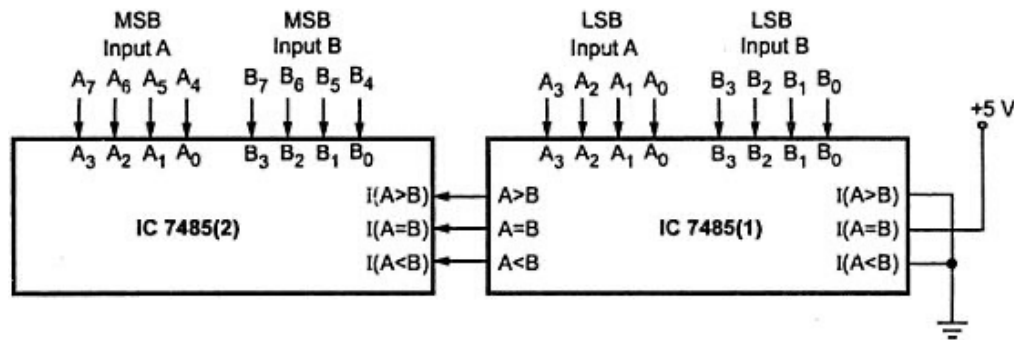 MSB MSB LSB LSB
Input A Input B Input A Input B
A7 A6 A5 A4 B7 B6 B5 B4 A3 A2 A1 A0 B3 B2 B1 B0
+5 V
A3 A2 A1 A0 B3 B2 B1 B0 A3 A2 A1 A0 B3 B2 B1 B0
I(A>B) A>B I(A>B)
IC 7485(2) I(A=B) A=B IC 7485(1) I(A=B)
I(A<B) A<B I(A<B)